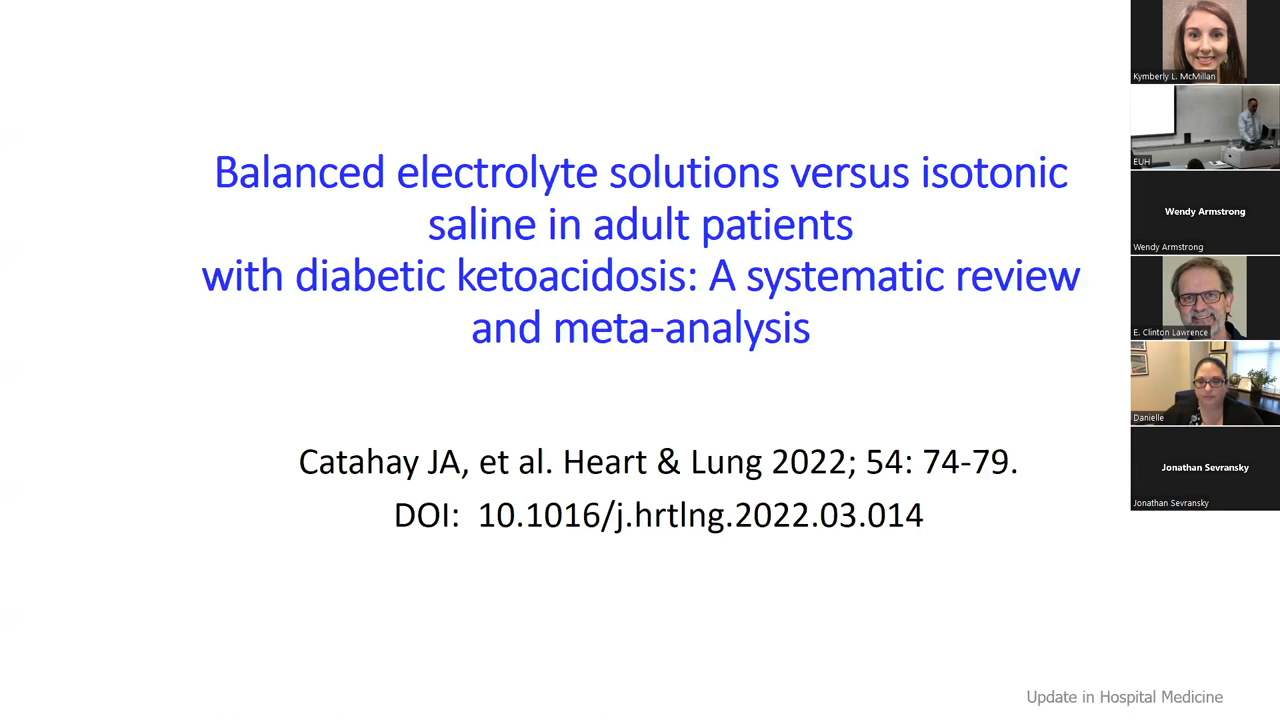 Balanced electrolyte solutions versus isotonic
saline in adult patients
with diabetic ketoacidosis: A systematic review
and meta-analysis
Catahay JA, et al. Heart & Lung 2022; 54: 74-79.
DOI: 10.1016/j.hrtlng.2022.03.014
Update in Hospital Medicine
Kymberly L. McMillan
EUH
Wendy Armstrong
Wendy Armstrong
E. Clinton Lawrence
Danielle
Jonathan Sevransky
Jonathan Sevransky